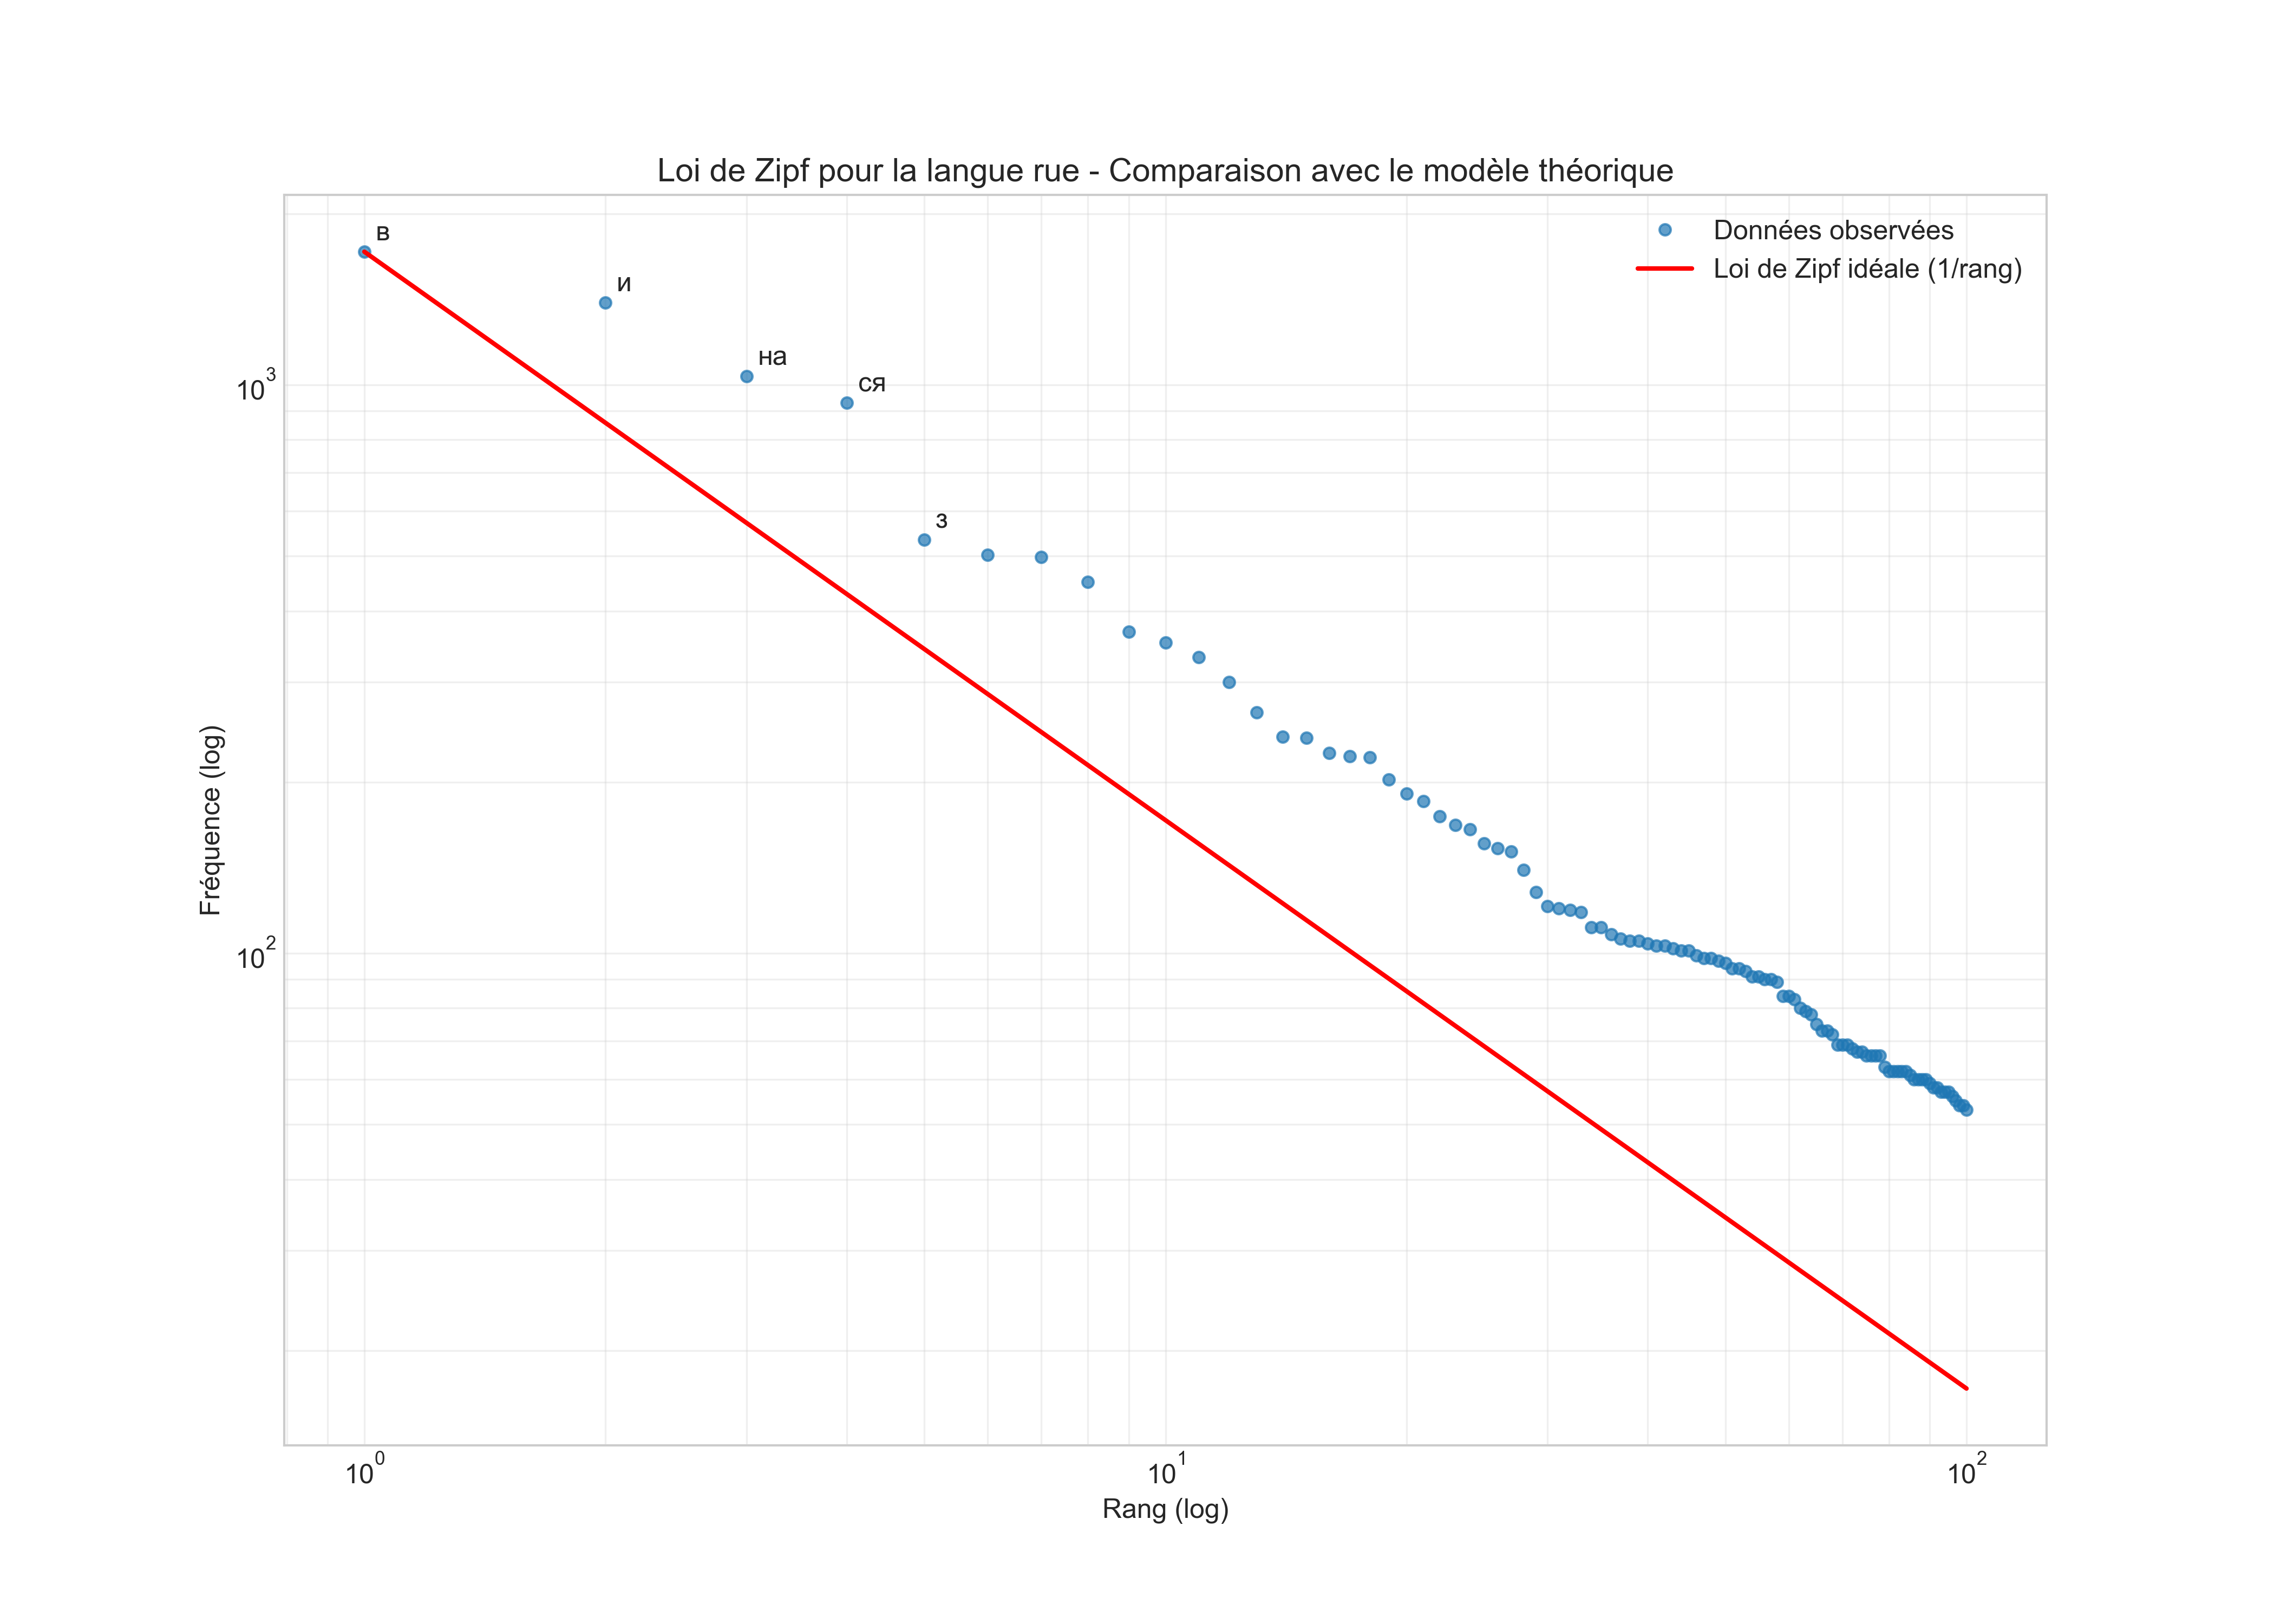 Loi de Zipf pour la langue rue - Comparaison avec le modèle théorique
Données observées
Loi de Zipf idéale (1/rang)
в
и
на
ся
з
10³
10²
Fréquence (log)
10⁰
10¹
10²
Rang (log)